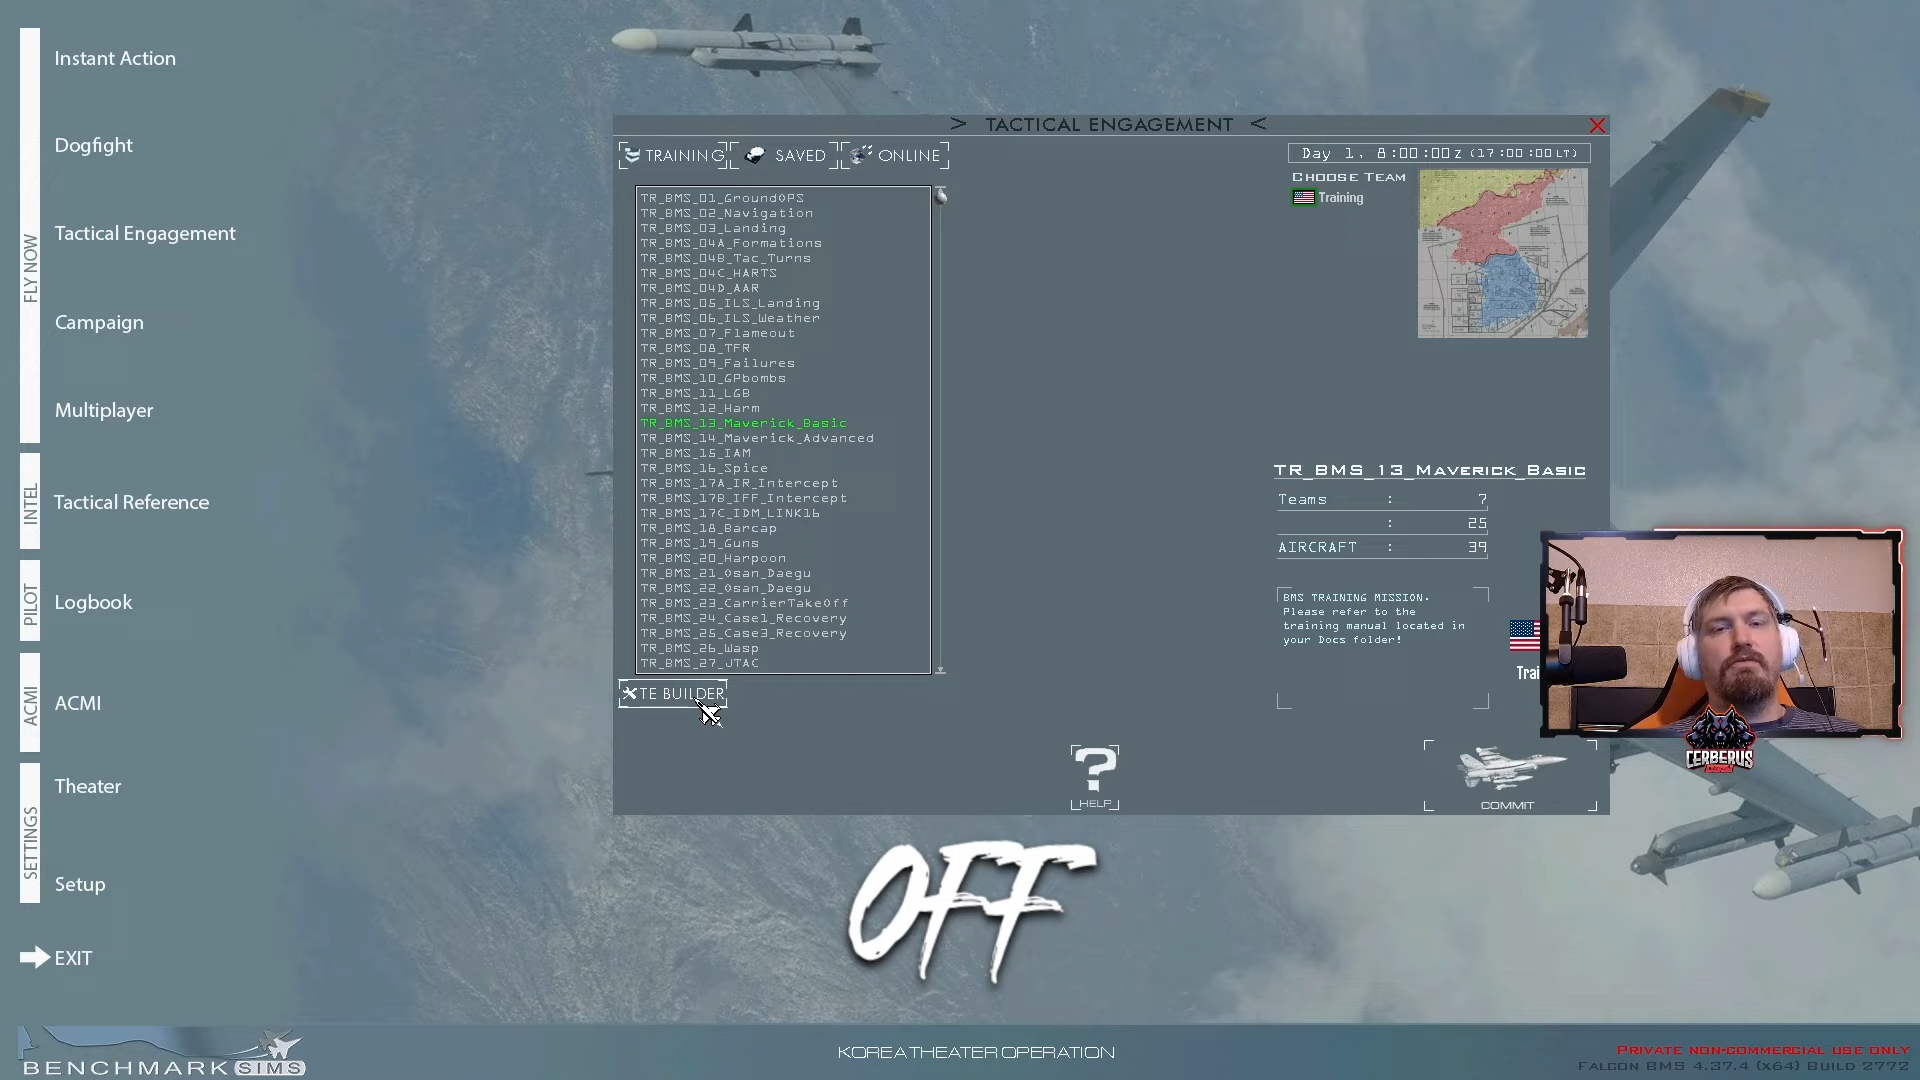 Instant Action
Dogfight
Tactical Engagement
Campaign
Multiplayer
FLY NOW
Tactical Reference
INTEL
Logbook
PILOT
ACMI
ACMI
Theater
Setup
SETTINGS
EXIT
BENCHMARK SIMS
> TACTICAL ENGAGEMENT <
TRAINING
SAVED
ONLINE
TR_BMS_01_GroundOPS
TR_BMS_02_Navigation
TR_BMS_03_Landing
TR_BMS_04A_Formations
TR_BMS_04B_Tac_Turns
TR_BMS_04C_HARTS
TR_BMS_04D_AAR
TR_BMS_05_ILS_Landing
TR_BMS_06_ILS_Weather
TR_BMS_07_Flameout
TR_BMS_08_TFR
TR_BMS_09_Failures
TR_BMS_10_GPbombs
TR_BMS_11_LGB
TR_BMS_12_Harm
TR_BMS_13_Maverick_Basic
TR_BMS_14_Maverick_Advanced
TR_BMS_15_IAM
TR_BMS_16_Spice
TR_BMS_17A_IR_Intercept
TR_BMS_17B_IFF_Intercept
TR_BMS_17C_IDM_LINK16
TR_BMS_18_Barcap
TR_BMS_19_Guns
TR_BMS_20_Harpoon
TR_BMS_21_Osan_Daegu
TR_BMS_22_Osan_Daegu
TR_BMS_23_CarrierTakeOff
TR_BMS_24_Case1_Recovery
TR_BMS_25_Case3_Recovery
TR_BMS_26_Wasp
TR_BMS_27_JTAC
TE BUILDER
Day 1, 8:00:00z (17:00:00LT)
CHOOSE TEAM
Training
TR_BMS_13_Maverick_Basic
Teams : 7
: 25
AIRCRAFT : 39
BMS TRAINING MISSION.
Please refer to the
training manual located in
your Docs folder!
Trai
HELP
COMMIT
CERBERUS
OFF
KOREA THEATER OPERATION
PRIVATE NON-COMMERCIAL USE ONLY
FALCON BMS 4.37.4 (x64) BUILD 2772